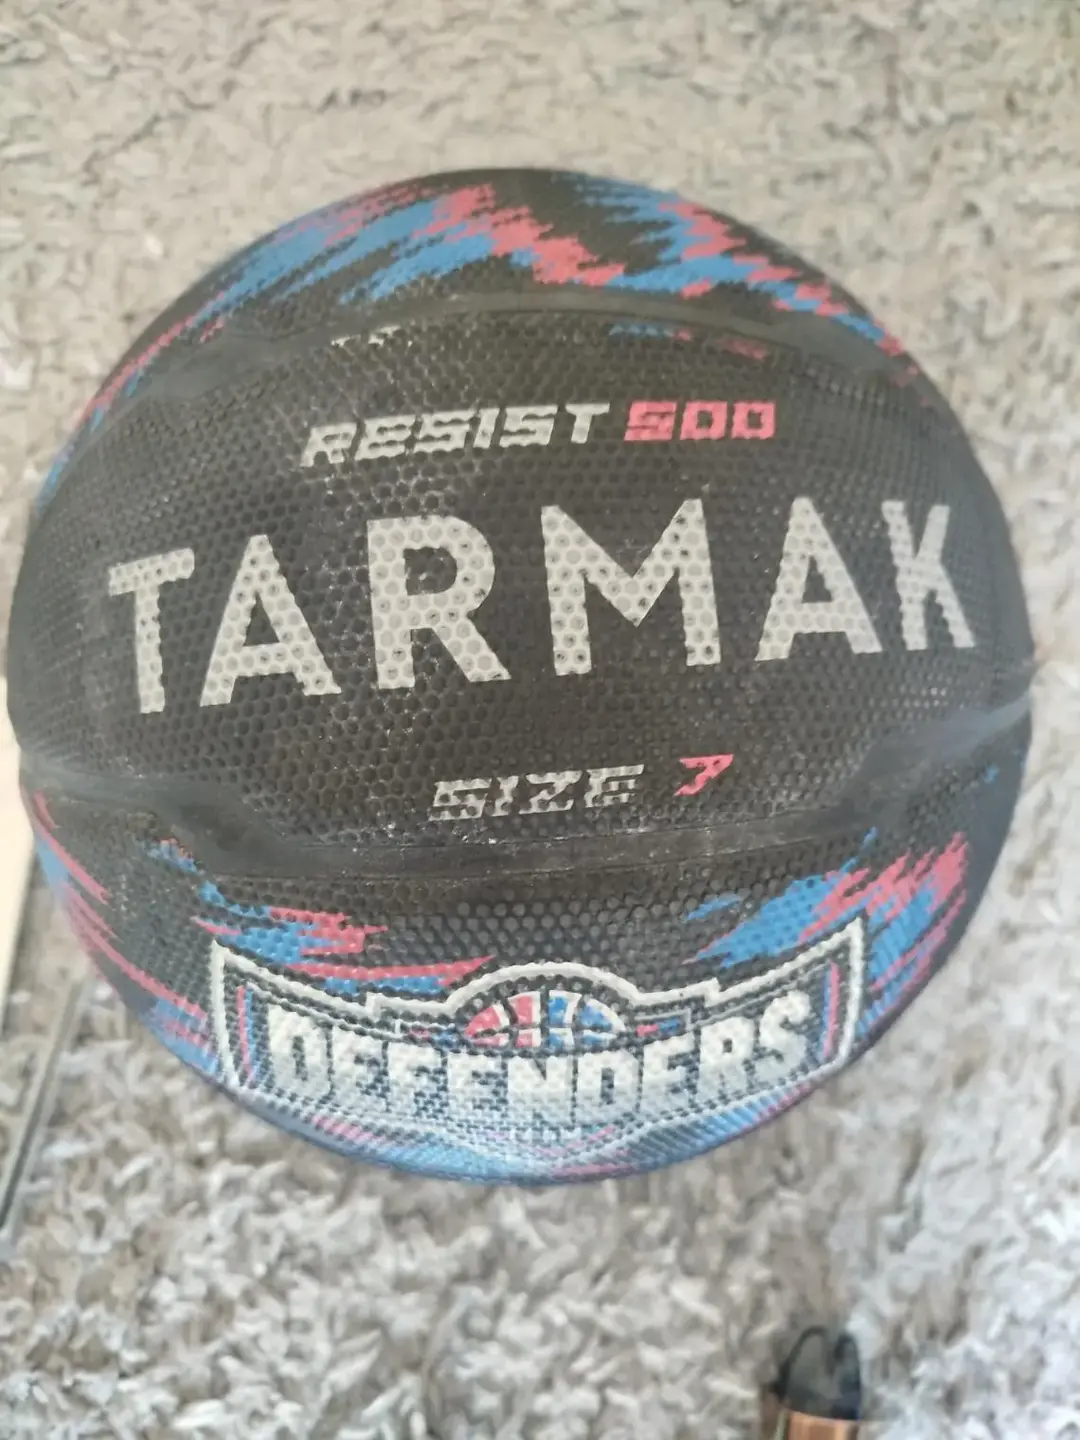 RESIST 500
TARMAK
SIZE 7
DEFENDERS